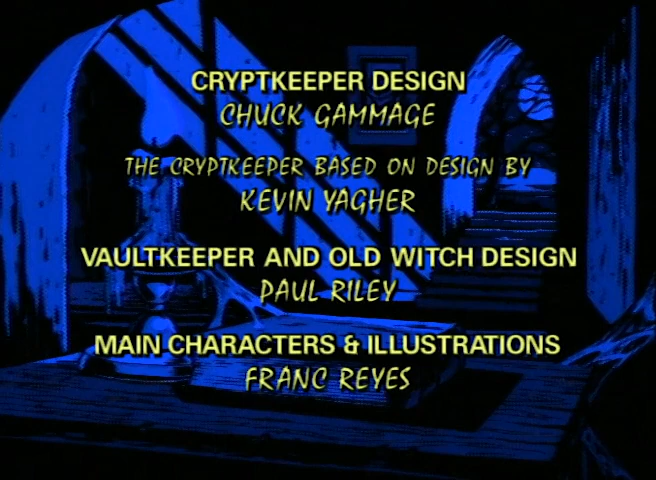 CRYPTKEEPER DESIGN
CHUCK GAMMAGE
THE CRYPTKEEPER BASED ON DESIGN BY
KEVIN YAGHER
VAULTKEEPER AND OLD WITCH DESIGN
PAUL RILEY
MAIN CHARACTERS & ILLUSTRATIONS
FRANC REYES